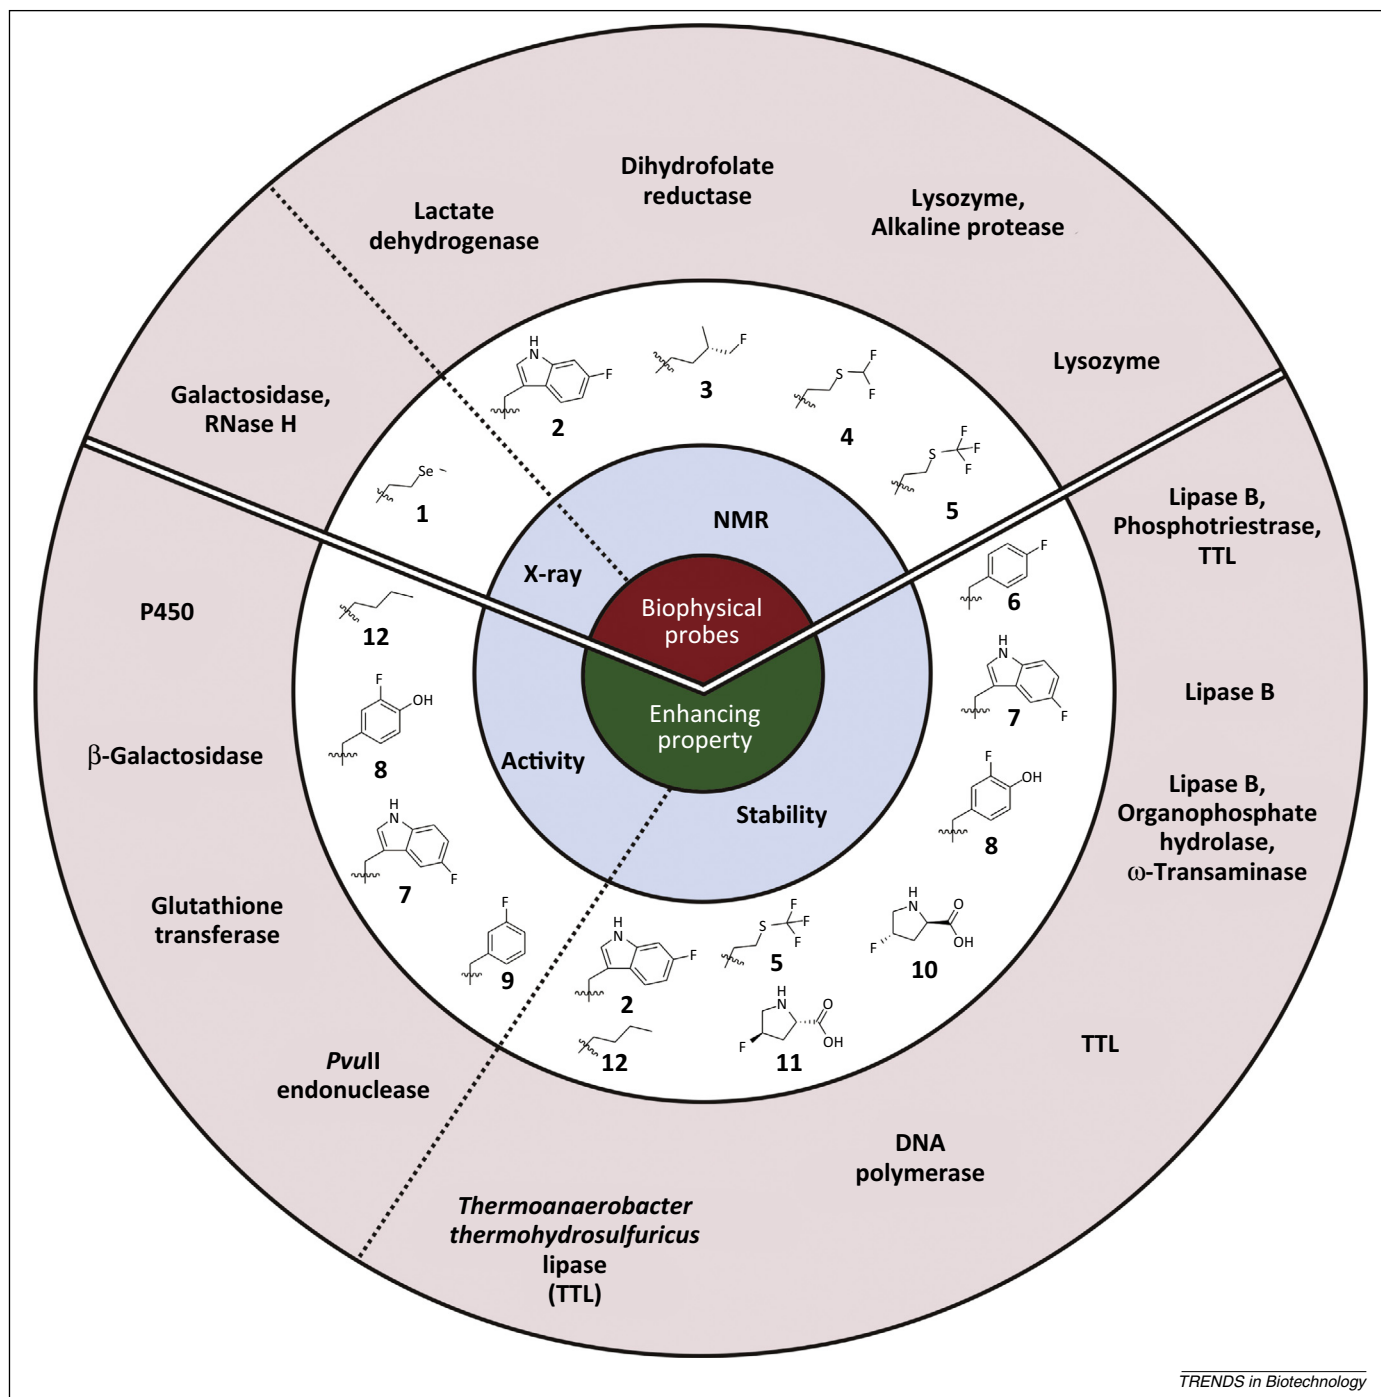 Dihydrofolate
reductase
Lactate
dehydrogenase
Lysozyme,
Alkaline protease
Lysozyme
Galactosidase,
RNase H
H
N
F
2
F
3
S
F
F
4
S
F
F
F
5
Se
1
NMR
X-ray
Biophysical
probes
Enhancing
property
Activity
Stability
Lipase B,
Phosphotriestrase,
TTL
F
6
H
N
F
7
Lipase B
F
OH
8
Lipase B,
Organophosphate
hydrolase,
ω-Transaminase
H
N
O
OH
F
10
TTL
S
F
F
F
5
H
N
O
OH
F
11
DNA
polymerase
H
N
F
2
12
Thermoanaerobacter
thermohydrosulfuricus
lipase
(TTL)
P450
12
F
OH
8
β-Galactosidase
H
N
F
7
Glutathione
transferase
F
9
PvuII
endonuclease
TRENDS in Biotechnology